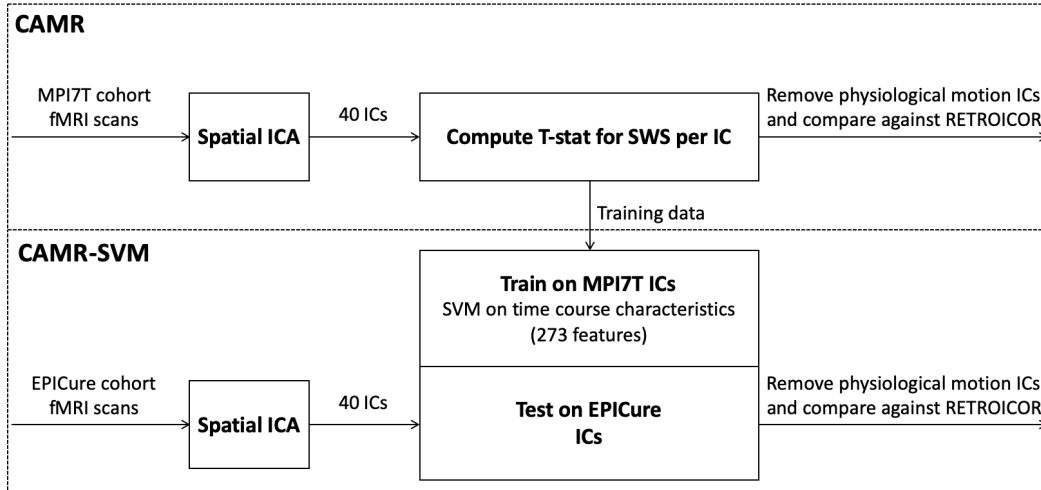 CAMR
MPI7T cohort
fMRI scans
Spatial ICA
40 ICs
Compute T-stat for SWS per IC
Remove physiological motion ICs
and compare against RETROICOR
Training data
CAMR-SVM
Train on MPI7T ICs
SVM on time course characteristics
(273 features)
EPICure cohort
fMRI scans
Spatial ICA
40 ICs
Test on EPICure
ICs
Remove physiological motion ICs
and compare against RETROICOR